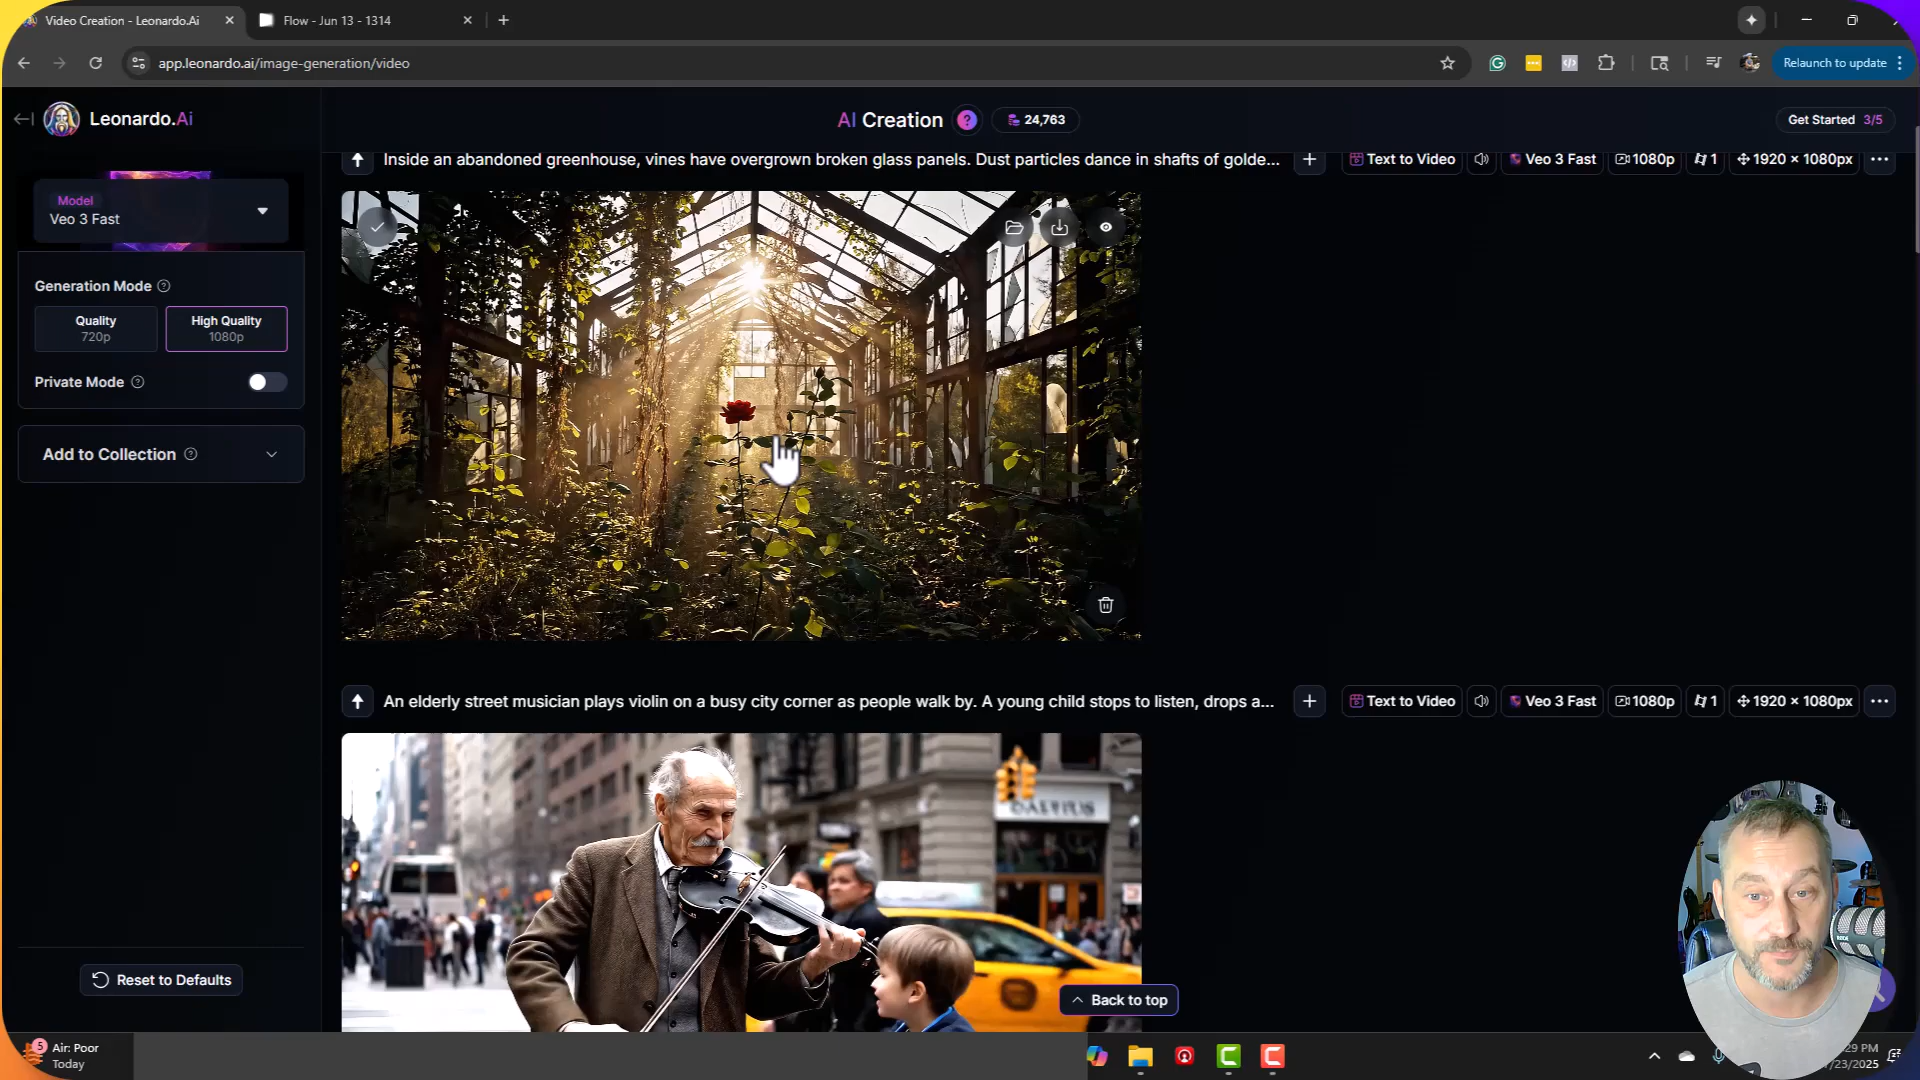 Video Creation - Leonardo.Ai
Flow - Jun 13 - 1314
app.leonardo.ai/image-generation/video
Relaunch to update
Leonardo.Ai
AI Creation ? 24,763
Get Started 3/5
Inside an abandoned greenhouse, vines have overgrown broken glass panels. Dust particles dance in shafts of golde...
Text to Video
Veo 3 Fast
1080p
1
1920 × 1080px
Model
Veo 3 Fast
Generation Mode
Quality
720p
High Quality
1080p
Private Mode
Add to Collection
An elderly street musician plays violin on a busy city corner as people walk by. A young child stops to listen, drops a...
Text to Video
Veo 3 Fast
1080p
1
1920 × 1080px
Reset to Defaults
Back to top
5
Air: Poor
Today
:29 PM
/23/2025